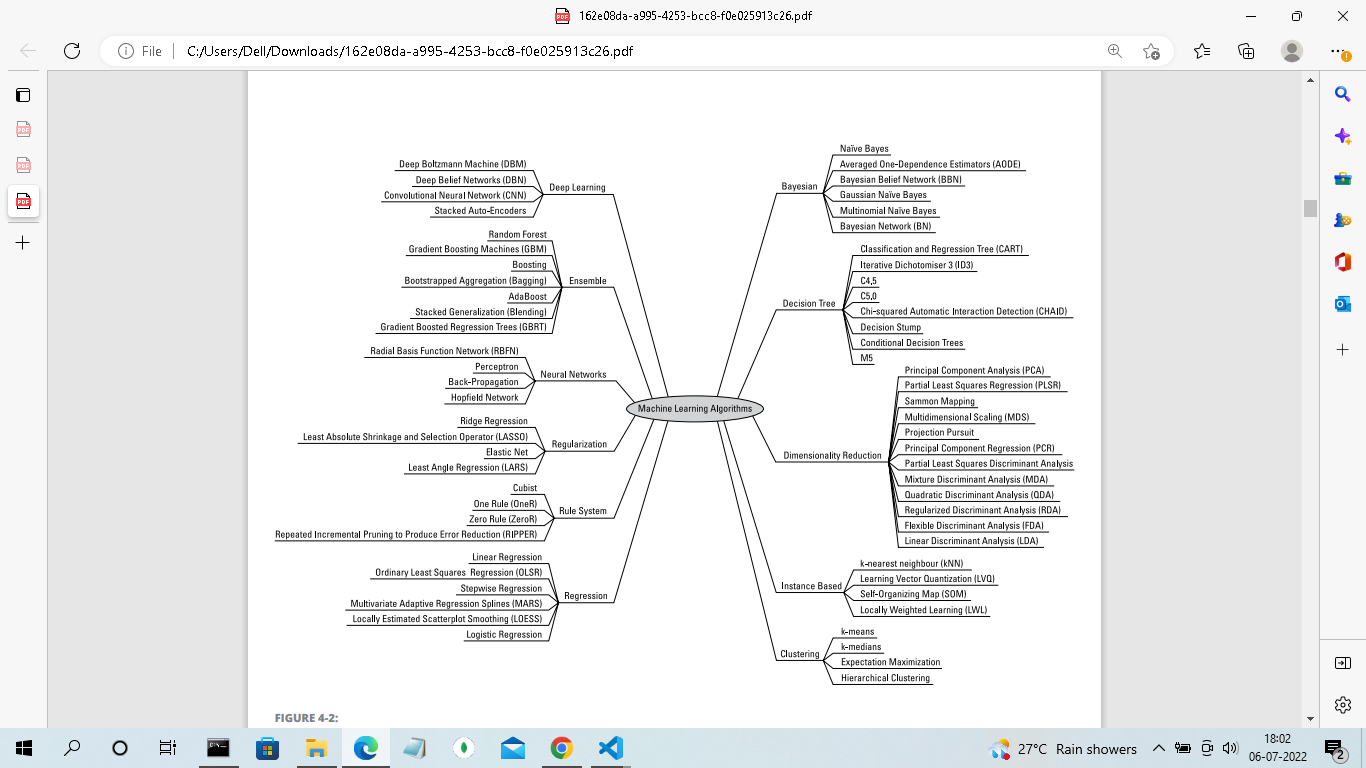 162e08da-a995-4253-bcc8-f0e025913c26.pdf
File
C:/Users/Dell/Downloads/162e08da-a995-4253-bcc8-f0e025913c26.pdf
Deep Boltzmann Machine (DBM)
Deep Belief Networks (DBN)
Convolutional Neural Network (CNN)
Stacked Auto-Encoders
Deep Learning
Random Forest
Gradient Boosting Machines (GBM)
Boosting
Bootstrapped Aggregation (Bagging)
AdaBoost
Stacked Generalization (Blending)
Gradient Boosted Regression Trees (GBRT)
Ensemble
Radial Basis Function Network (RBFN)
Perceptron
Back-Propagation
Hopfield Network
Neural Networks
Ridge Regression
Least Absolute Shrinkage and Selection Operator (LASSO)
Elastic Net
Least Angle Regression (LARS)
Regularization
Cubist
One Rule (OneR)
Zero Rule (ZeroR)
Repeated Incremental Pruning to Produce Error Reduction (RIPPER)
Rule System
Linear Regression
Ordinary Least Squares Regression (OLSR)
Stepwise Regression
Multivariate Adaptive Regression Splines (MARS)
Locally Estimated Scatterplot Smoothing (LOESS)
Logistic Regression
Regression
Machine Learning Algorithms
Bayesian
Naïve Bayes
Averaged One-Dependence Estimators (AODE)
Bayesian Belief Network (BBN)
Gaussian Naïve Bayes
Multinomial Naïve Bayes
Bayesian Network (BN)
Decision Tree
Classification and Regression Tree (CART)
Iterative Dichotomiser 3 (ID3)
C4,5
C5,0
Chi-squared Automatic Interaction Detection (CHAID)
Decision Stump
Conditional Decision Trees
M5
Dimensionality Reduction
Principal Component Analysis (PCA)
Partial Least Squares Regression (PLSR)
Sammon Mapping
Multidimensional Scaling (MDS)
Projection Pursuit
Principal Component Regression (PCR)
Partial Least Squares Discriminant Analysis
Mixture Discriminant Analysis (MDA)
Quadratic Discriminant Analysis (QDA)
Regularized Discriminant Analysis (RDA)
Flexible Discriminant Analysis (FDA)
Linear Discriminant Analysis (LDA)
Instance Based
k-nearest neighbour (kNN)
Learning Vector Quantization (LVQ)
Self-Organizing Map (SOM)
Locally Weighted Learning (LWL)
Clustering
k-means
k-medians
Expectation Maximization
Hierarchical Clustering
FIGURE 4-2:
27°C Rain showers
18:02
06-07-2022
2